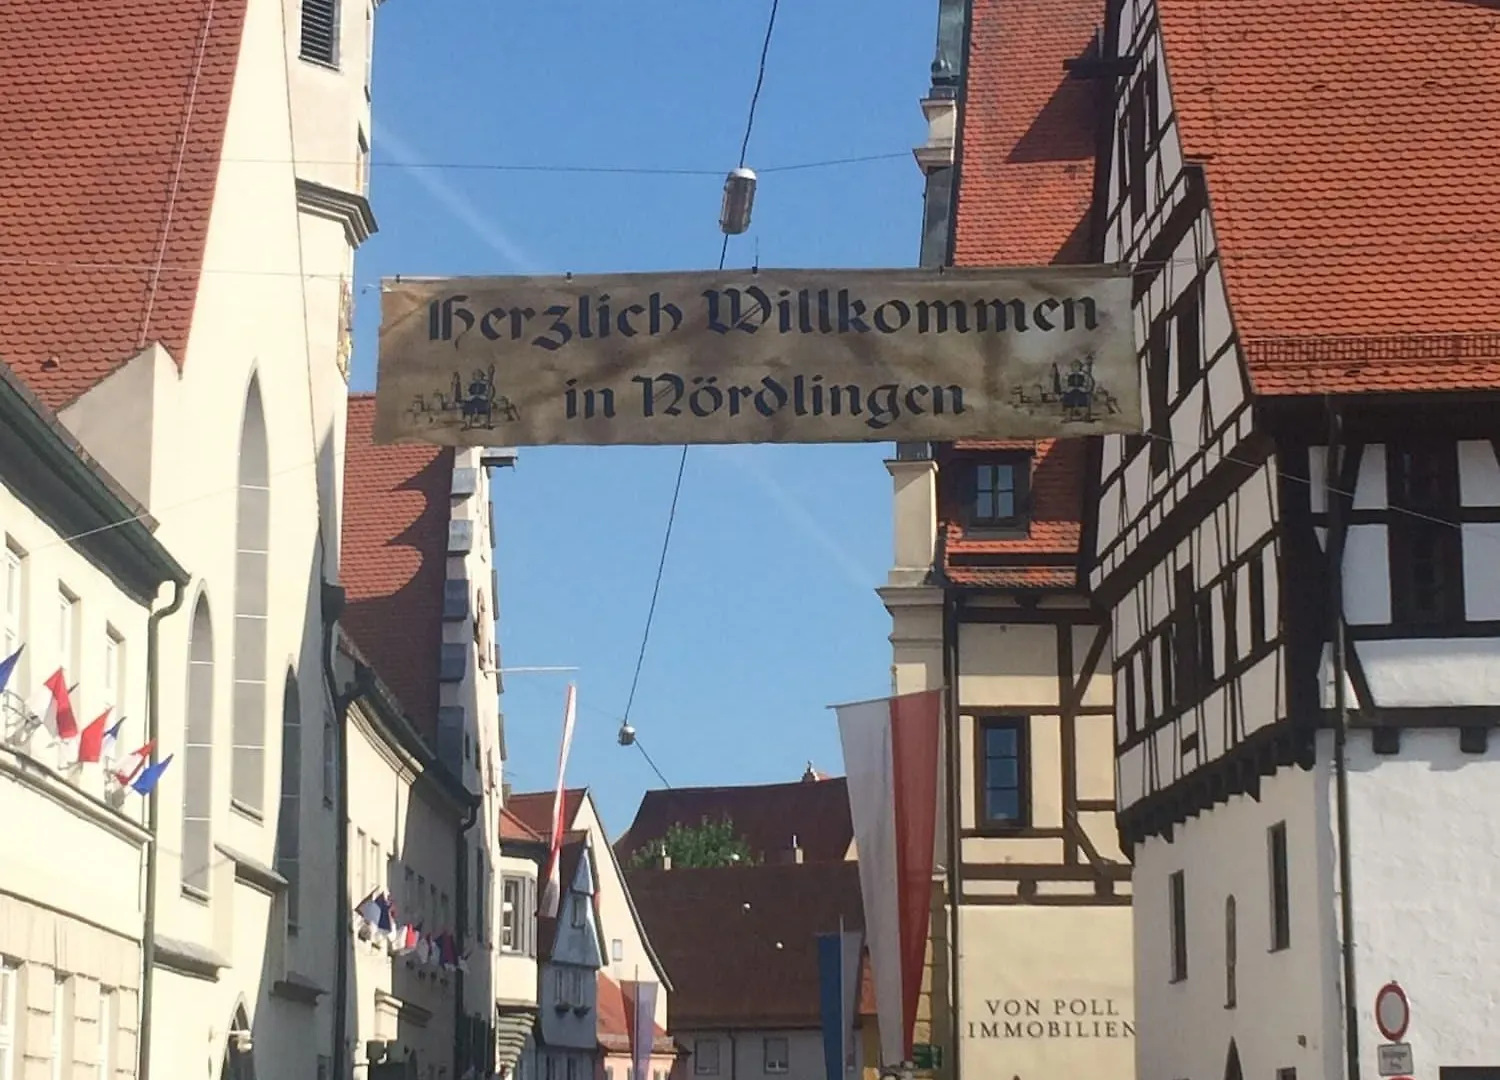 Herzlich Willkommen
in Nördlingen
VON POLL
IMMOBILIEN